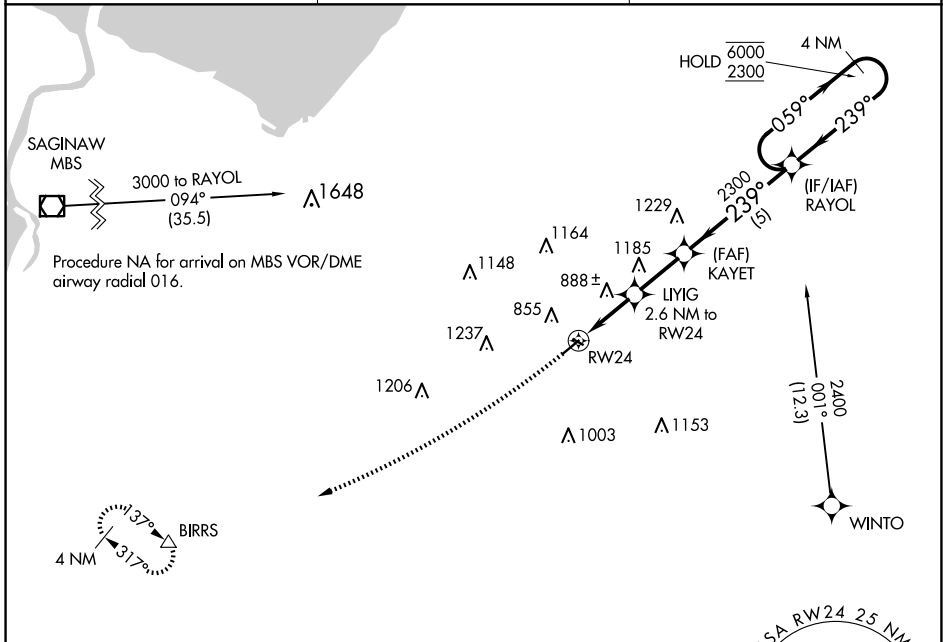 HOLD 6000
2300
4 NM
059°
239°
SAGINAW
MBS
3000 to RAYOL
094°
(35.5)
1648
Procedure NA for arrival on MBS VOR/DME
airway radial 016.
(IF/IAF)
RAYOL
2300
239°
(5)
1229
1164
1185
(FAF)
KAYET
1148
888±
LIYIG
2.6 NM to
RW24
855
1237
RW24
1206
2400
001°
(12.3)
1003
1153
WINTO
137°
BIRRS
4 NM
317°
SA RW24 25 NM